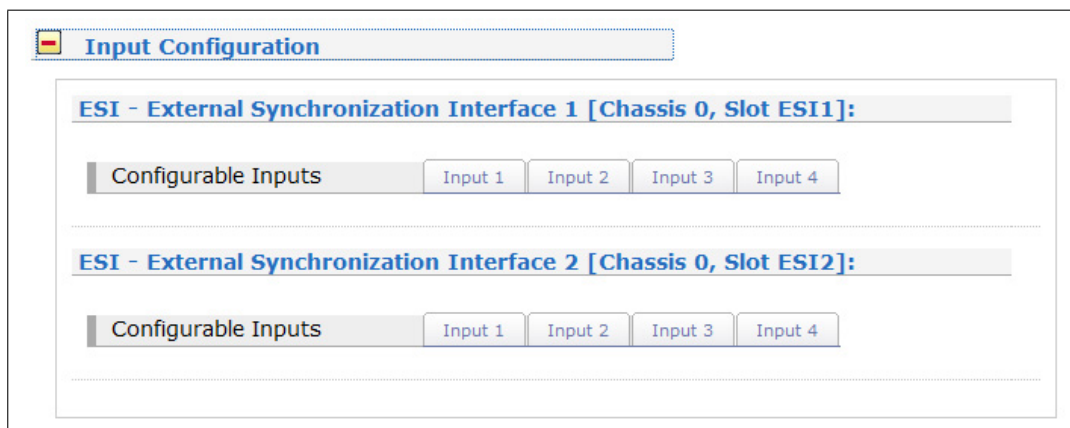 Input Configuration
ESI - External Synchronization Interface 1 [Chassis 0, Slot ESI1]:
Configurable Inputs Input 1 Input 2 Input 3 Input 4
ESI - External Synchronization Interface 2 [Chassis 0, Slot ESI2]:
Configurable Inputs Input 1 Input 2 Input 3 Input 4